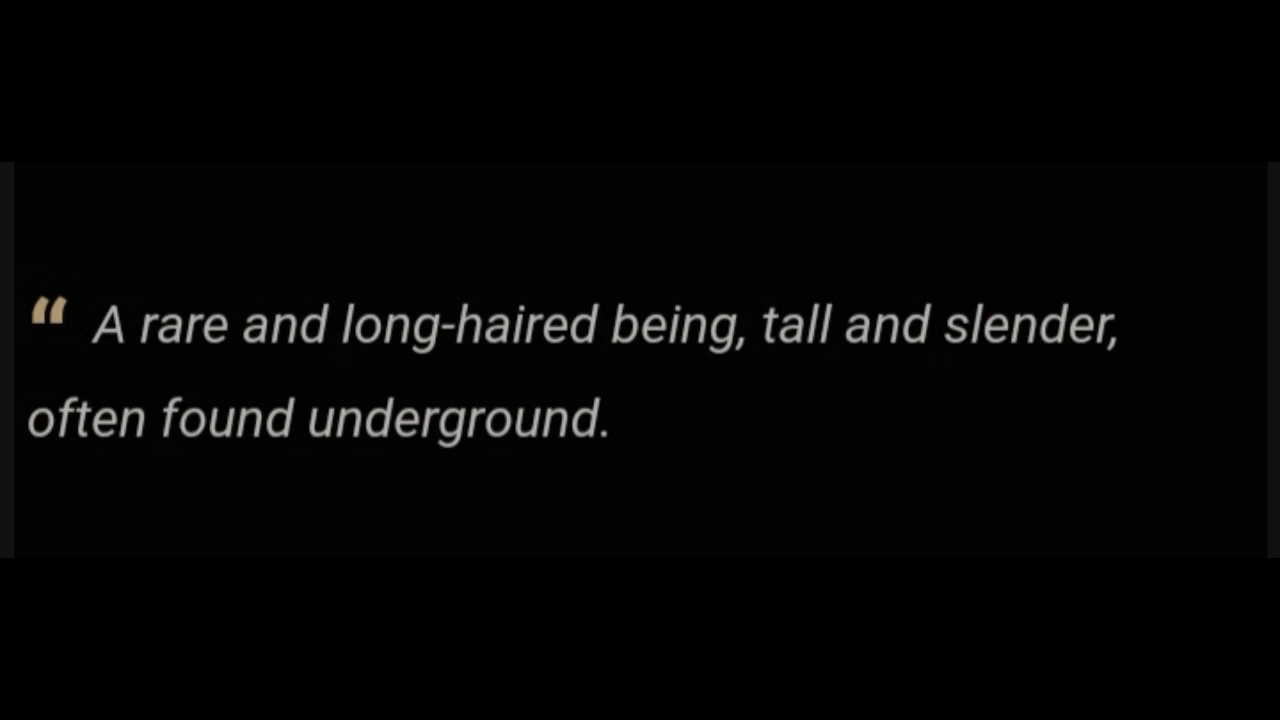 “ A rare and long-haired being, tall and slender,
often found underground.